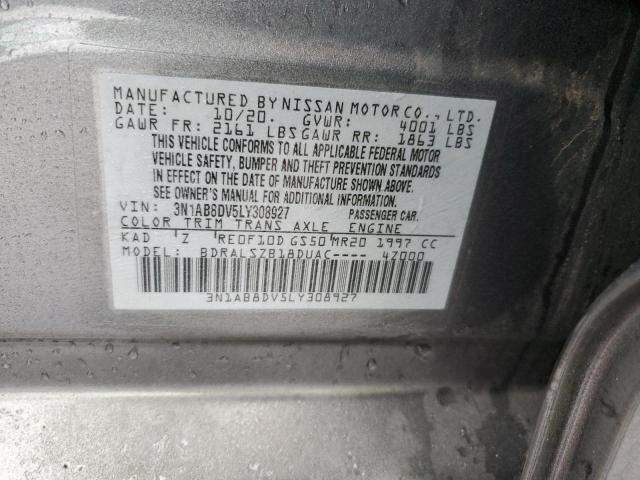 MANUFACTURED BY NISSAN MOTOR CO., LTD.
DATE: 10/20. GVWR: 4001 LBS
GAWR FR: 2161 LBS GAWR RR: 1863 LBS
THIS VEHICLE CONFORMS TO ALL APPLICABLE FEDERAL MOTOR
VEHICLE SAFETY, BUMPER AND THEFT PREVENTION STANDARDS
IN EFFECT ON THE DATE OF MANUFACTURE SHOWN ABOVE.
SEE OWNER'S MANUAL FOR ADDITIONAL INFORMATION.
VIN: 3N1AB8DV5LY308927 PASSENGER CAR.
COLOR TRIM TRANS AXLE ENGINE
KAD Z RE0F10D GS50 MR20 1997 CC
MODEL: BDRALSZB18DUAC---- 4Z000
3N1AB8DV5LY308927